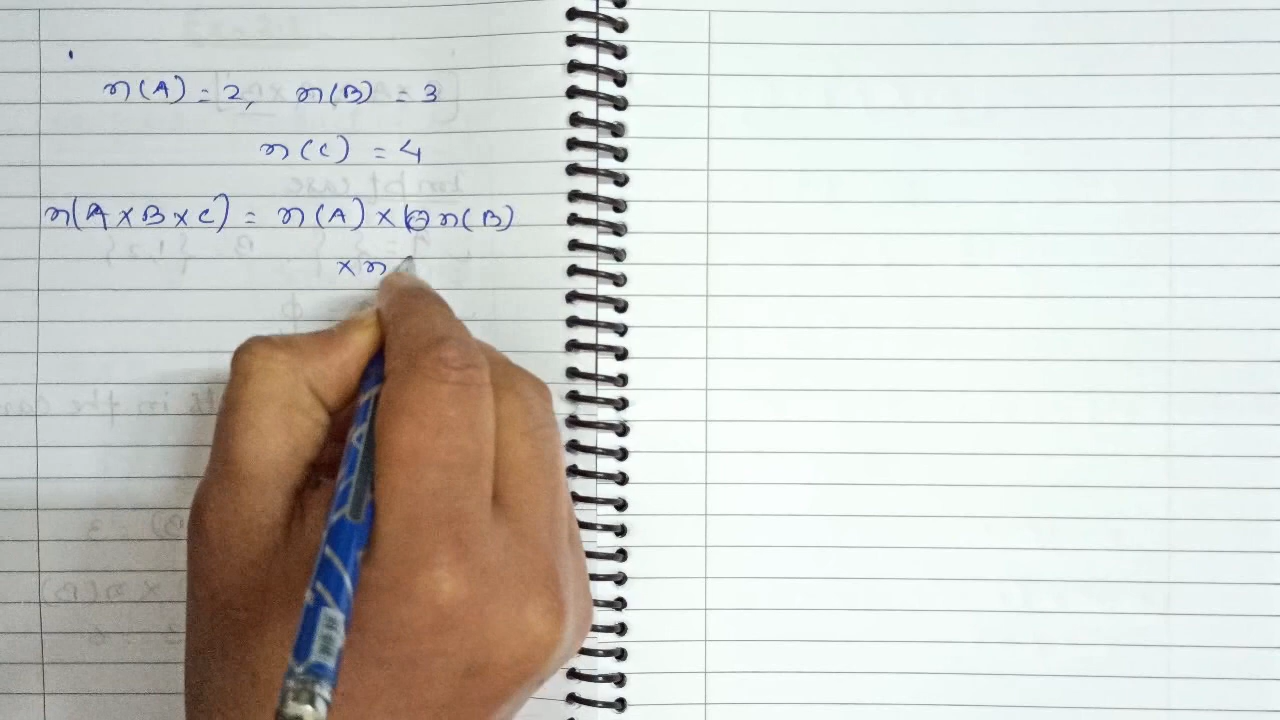 n(A) = 2, n(B) = 3
n(C) = 4
n(A × B × C) = n(A) × n(B)
× n